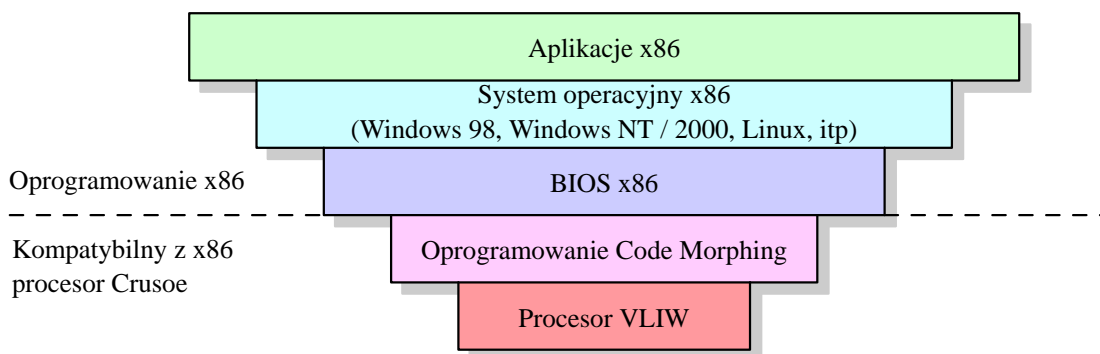 Aplikacje x86
System operacyjny x86
(Windows 98, Windows NT / 2000, Linux, itp)
Oprogramowanie x86
BIOS x86
Kompatybilny z x86
procesor Crusoe
Oprogramowanie Code Morphing
Procesor VLIW